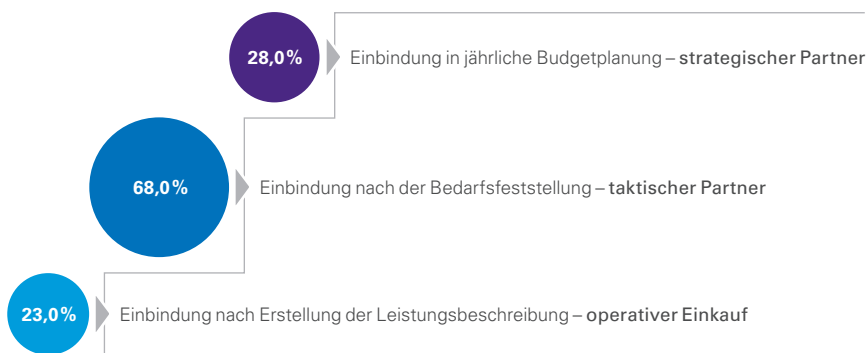 28,0% Einbindung in jährliche Budgetplanung – strategischer Partner
68,0% Einbindung nach der Bedarfsfeststellung – taktischer Partner
23,0% Einbindung nach Erstellung der Leistungsbeschreibung – operativer Einkauf